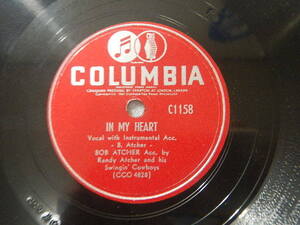 COLUMBIA
C1158
IN MY HEART
Vocal with Instrumental Acc.
- B. Atcher -
BOB ATCHER Acc. by
Randy Atcher and his
Swingin' Cowboys
(CCO 4828)